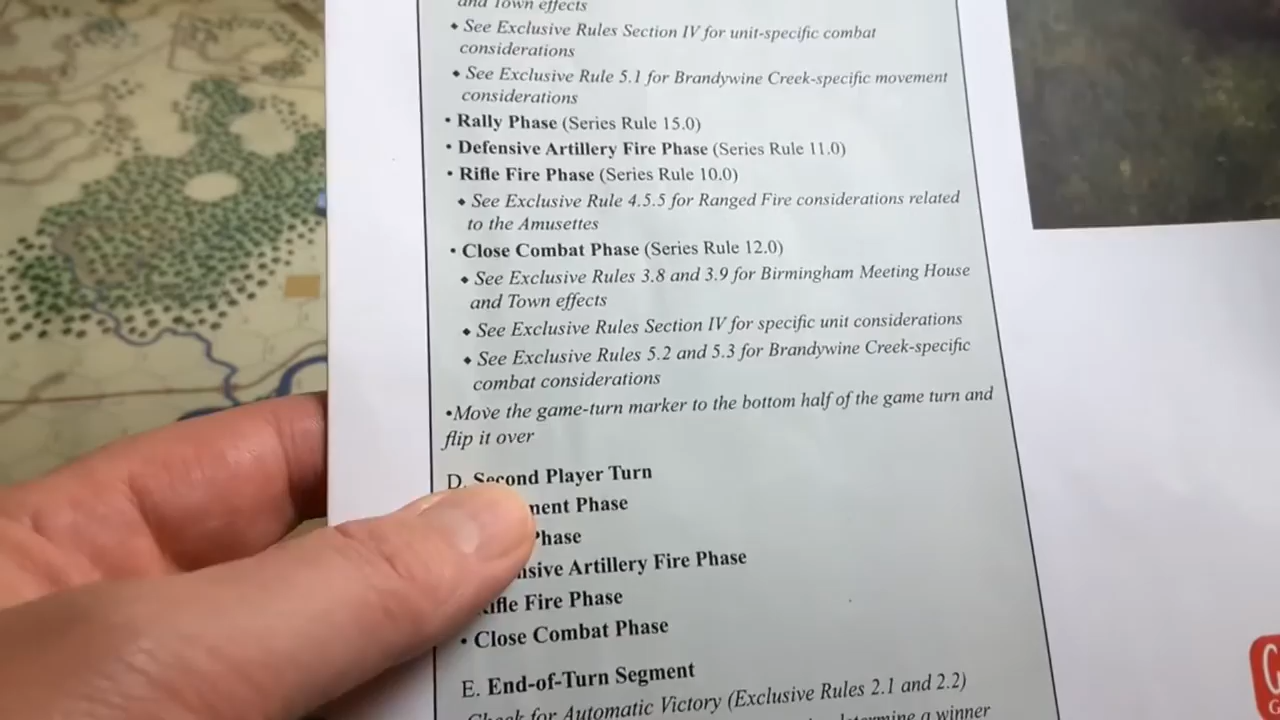 and Town effects
⬥ See Exclusive Rules Section IV for unit-specific combat
considerations
⬥ See Exclusive Rule 5.1 for Brandywine Creek-specific movement
considerations
• Rally Phase (Series Rule 15.0)
• Defensive Artillery Fire Phase (Series Rule 11.0)
• Rifle Fire Phase (Series Rule 10.0)
⬥ See Exclusive Rule 4.5.5 for Ranged Fire considerations related
to the Amusettes
• Close Combat Phase (Series Rule 12.0)
⬥ See Exclusive Rules 3.8 and 3.9 for Birmingham Meeting House
and Town effects
⬥ See Exclusive Rules Section IV for specific unit considerations
⬥ See Exclusive Rules 5.2 and 5.3 for Brandywine Creek-specific
combat considerations
•Move the game-turn marker to the bottom half of the game turn and
flip it over
D. Second Player Turn
Phase
Phase
Artillery Fire Phase
Rifle Fire Phase
• Close Combat Phase
E. End-of-Turn Segment
Check for Automatic Victory (Exclusive Rules 2.1 and 2.2)
determine a winner